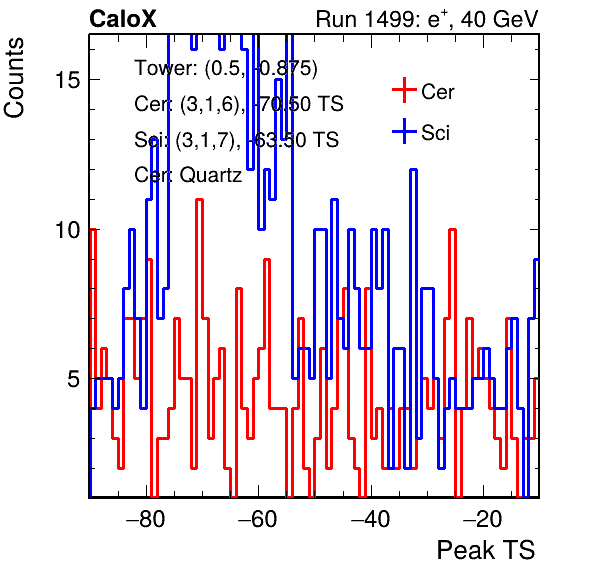 CaloX
Run 1499: e⁺, 40 GeV
Counts
Tower: (0.5, -0.875)
Cer: (3,1,6), -70.50 TS
Sci: (3,1,7), -63.50 TS
Cer: Quartz
Cer
Sci
15
10
5
−80 −60 −40 −20
Peak TS